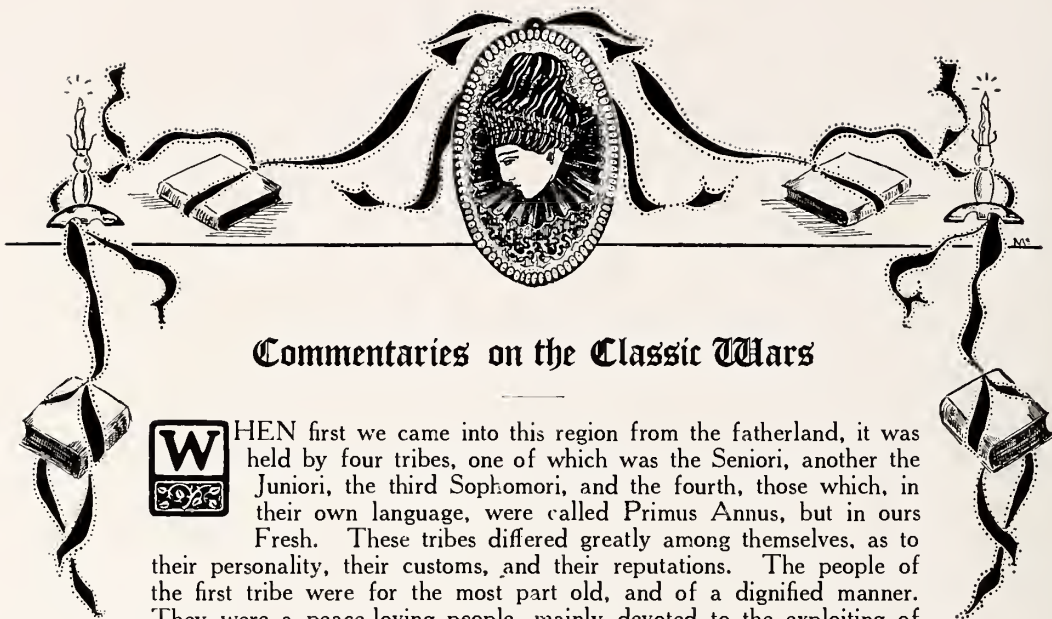 Mc
Commentaries on the Classic Wars
WHEN first we came into this region from the fatherland, it was
held by four tribes, one of which was the Seniori, another the
Juniori, the third Sophomori, and the fourth, those which, in
their own language, were called Primus Annus, but in ours
Fresh. These tribes differed greatly among themselves, as to
their personality, their customs, and their reputations. The people of
the first tribe were for the most part old, and of a dignified manner.
They were a peace-loving people, mainly devoted to the exploiting of